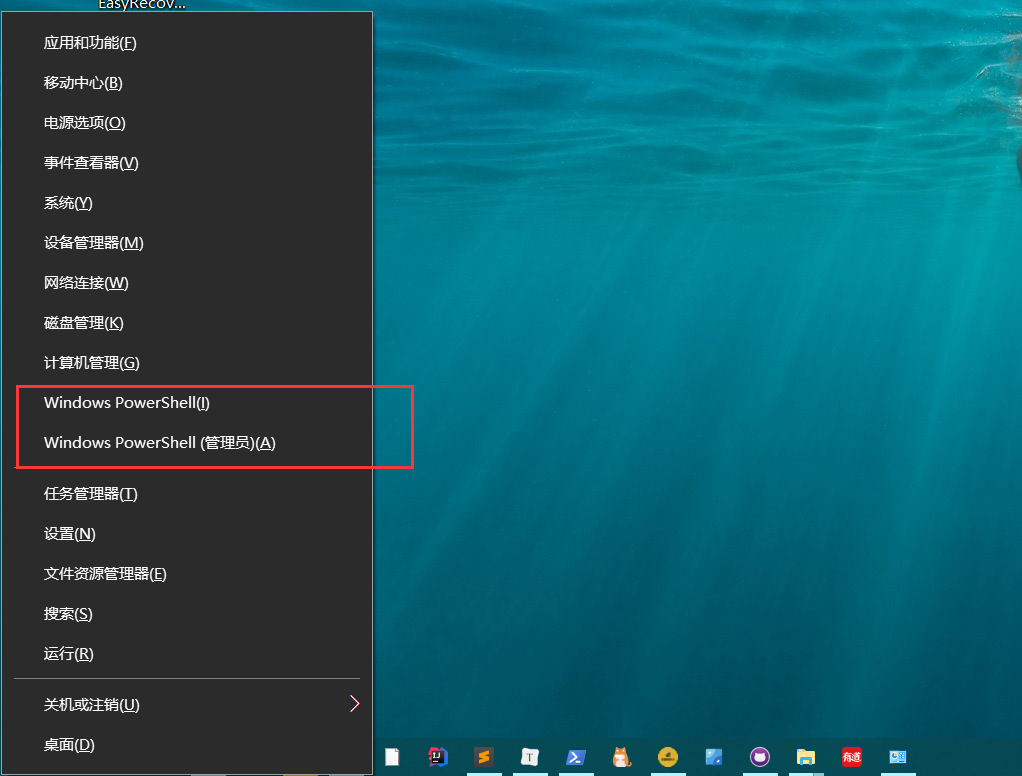 EasyRecov...
应用和功能(F)
移动中心(B)
电源选项(O)
事件查看器(V)
系统(Y)
设备管理器(M)
网络连接(W)
磁盘管理(K)
计算机管理(G)
Windows PowerShell(I)
Windows PowerShell (管理员)(A)
任务管理器(T)
设置(N)
文件资源管理器(E)
搜索(S)
运行(R)
关机或注销(U)
桌面(D)
IJ
T
有道